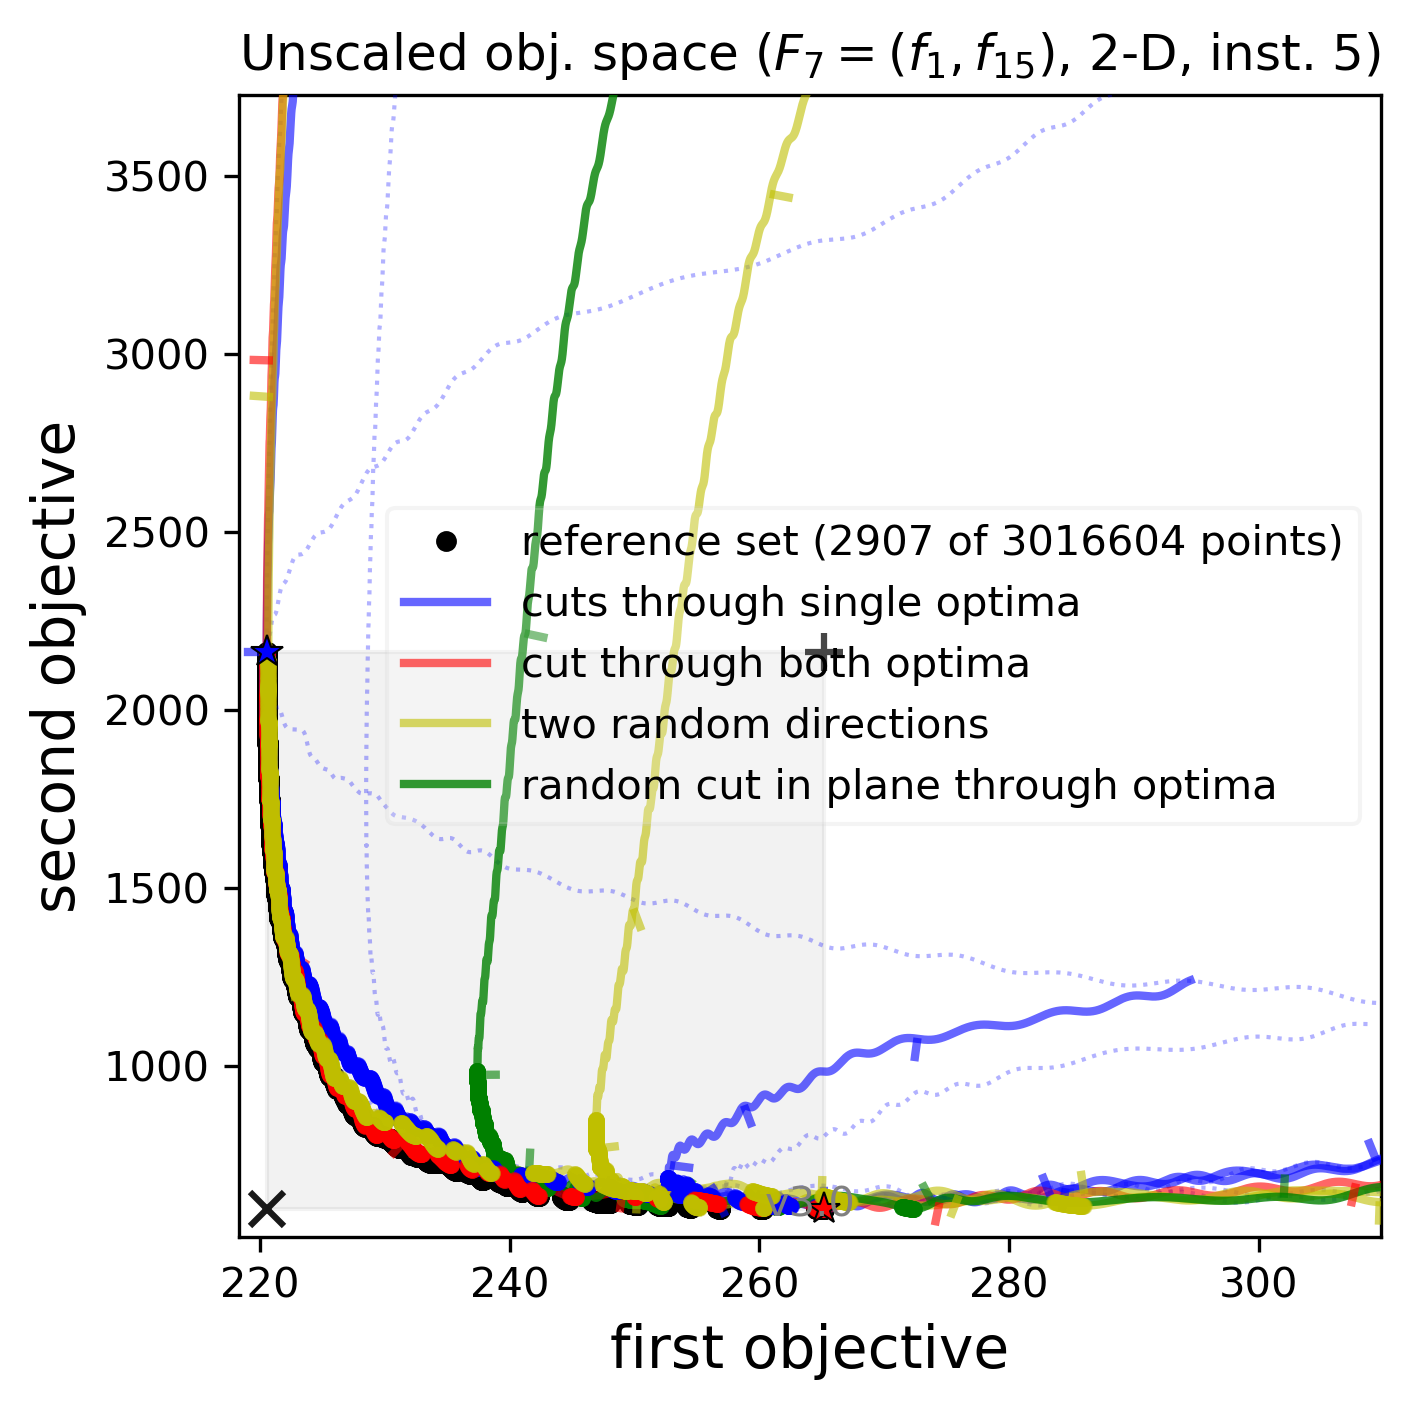 Unscaled obj. space (F₇ = (f₁, f₁₅), 2-D, inst. 5)
second objective
3500
3000
2500
2000
1500
1000
reference set (2907 of 3016604 points)
cuts through single optima
cut through both optima
two random directions
random cut in plane through optima
220
240
260
280
300
first objective